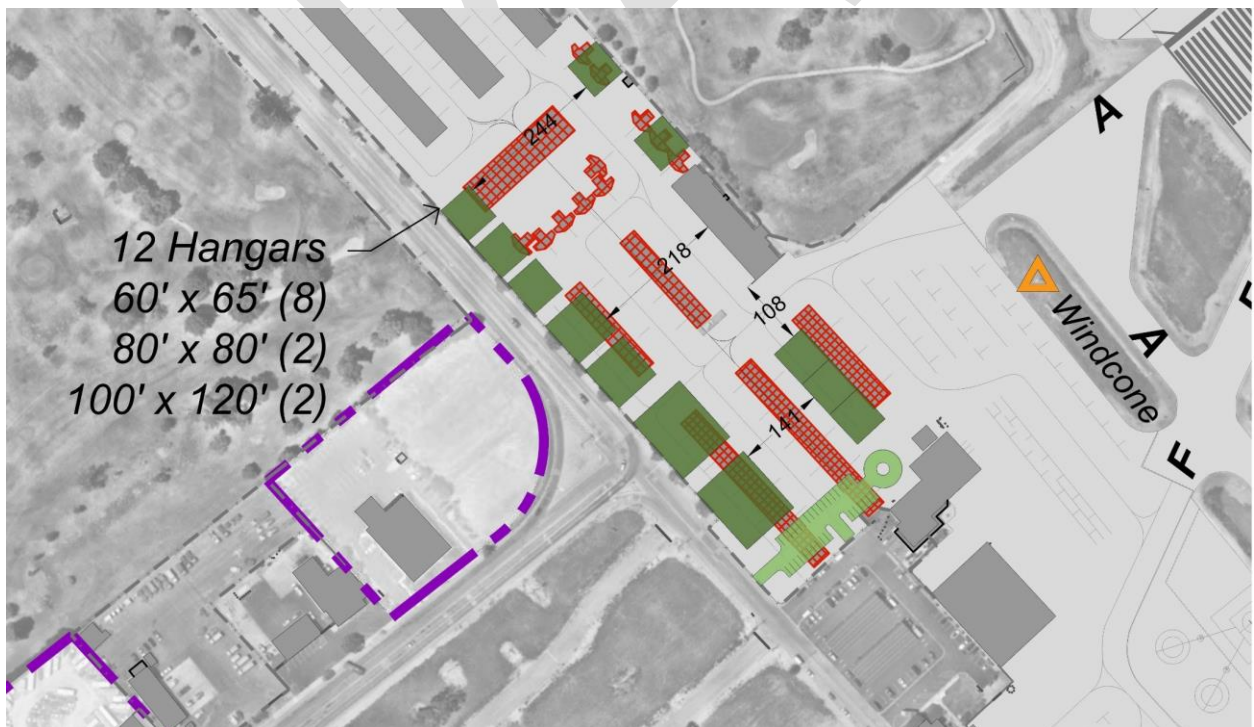 A
244
12 Hangars
60' x 65' (8)
80' x 80' (2)
100' x 120' (2)
218
108
Windcone
A
141
F